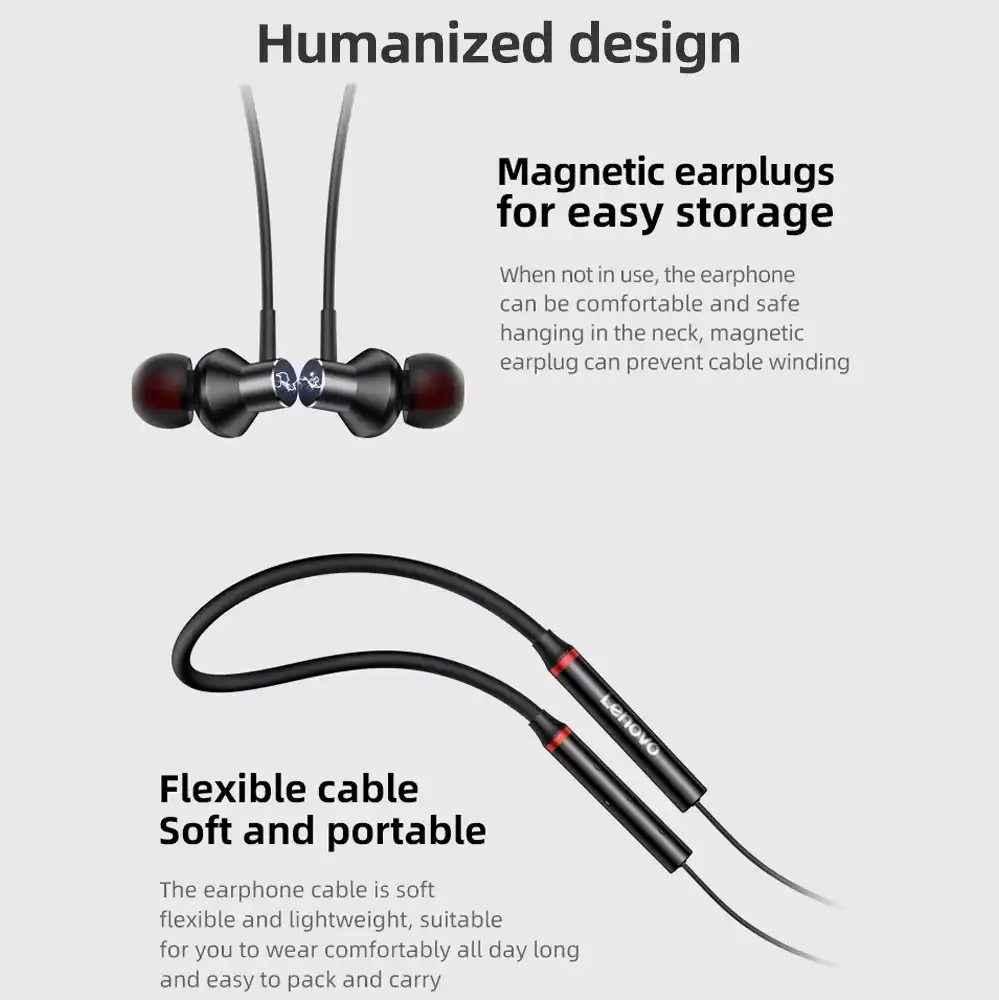 Humanized design
Magnetic earplugs
for easy storage
When not in use, the earphone
can be comfortable and safe
hanging in the neck, magnetic
earplug can prevent cable winding
Lenovo
Flexible cable
Soft and portable
The earphone cable is soft
flexible and lightweight, suitable
for you to wear comfortably all day long
and easy to pack and carry